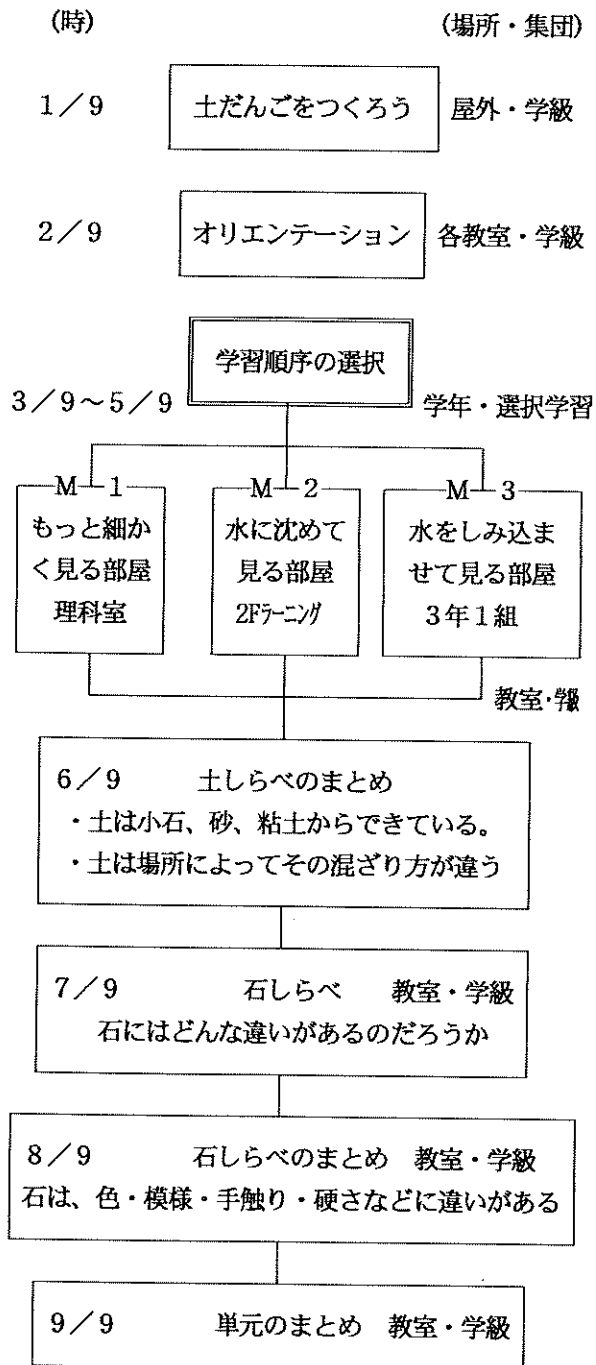 (時)　(場所・集団)
1／9　土だんごをつくろう　屋外・学級
2／9　オリエンテーション　各教室・学級
学習順序の選択
3／9～5／9　学年・選択学習
M－1
もっと細か
く見る部屋
理科室
M－2
水に沈めて
見る部屋
2Fラーニング
M－3
水をしみ込ま
せて見る部屋
3年1組
教室・学級
6／9　土しらべのまとめ
・土は小石、砂、粘土からできている。
・土は場所によってその混ざり方が違う
7／9　石しらべ　教室・学級
石にはどんな違いがあるのだろうか
8／9　石しらべのまとめ　教室・学級
石は、色・模様・手触り・硬さなどに違いがある
9／9　単元のまとめ　教室・学級